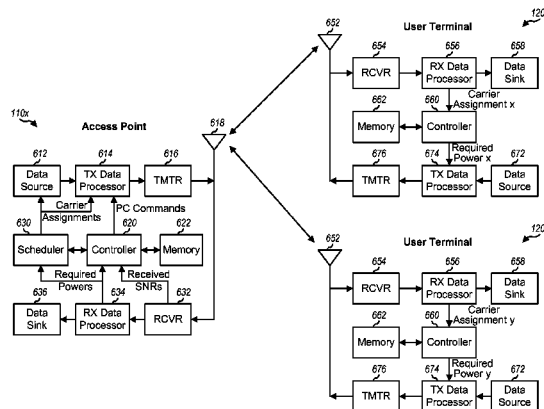 110x
Access Point
612
Data Source
614
TX Data Processor
616
TMTR
618
Carrier Assignments
PC Commands
630
Scheduler
620
Controller
622
Memory
Required Powers
Received SNRs
636
Data Sink
634
RX Data Processor
632
RCVR
User Terminal
120
652
654
RCVR
656
RX Data Processor
658
Data Sink
Carrier Assignment x
662
Memory
660
Controller
Required Power x
676
TMTR
674
TX Data Processor
672
Data Source
User Terminal
120
652
654
RCVR
656
RX Data Processor
658
Data Sink
Carrier Assignment y
662
Memory
660
Controller
Required Power y
676
TMTR
674
TX Data Processor
672
Data Source